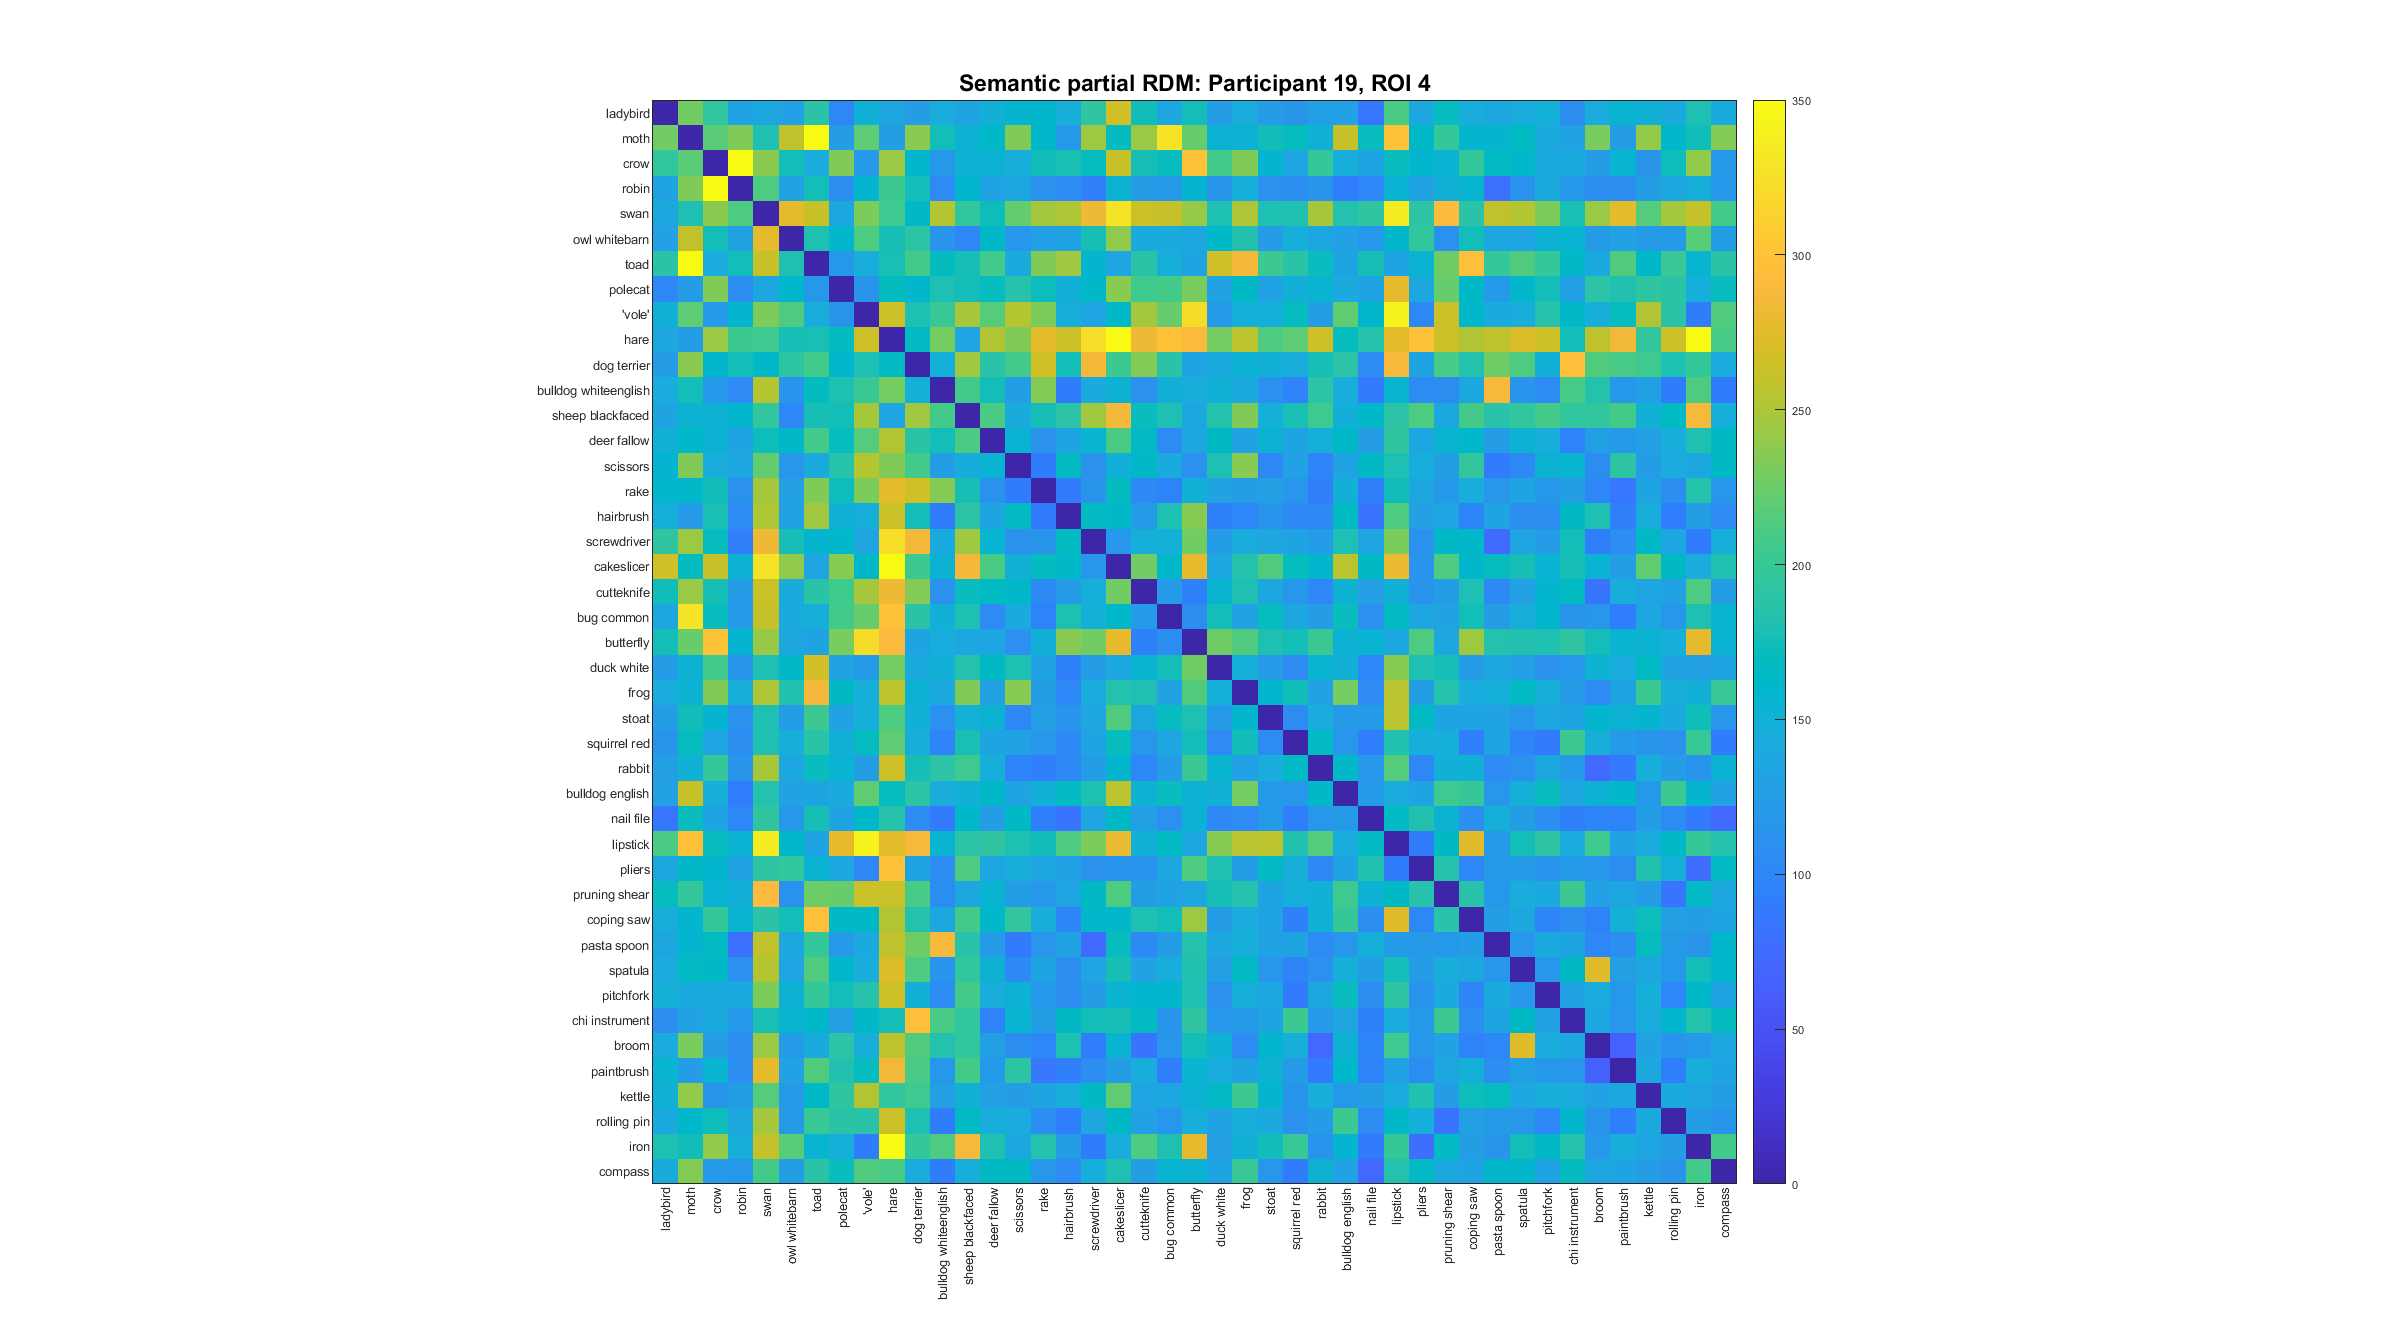 Semantic partial RDM: Participant 19, ROI 4
ladybird
moth
crow
robin
swan
owl whitebarn
toad
polecat
'vole'
hare
dog terrier
bulldog whiteenglish
sheep blackfaced
deer fallow
scissors
rake
hairbrush
screwdriver
cakeslicer
cutteknife
bug common
butterfly
duck white
frog
stoat
squirrel red
rabbit
bulldog english
nail file
lipstick
pliers
pruning shear
coping saw
pasta spoon
spatula
pitchfork
chi instrument
broom
paintbrush
kettle
rolling pin
iron
compass
ladybird
moth
crow
robin
swan
owl whitebarn
toad
polecat
'vole'
hare
dog terrier
bulldog whiteenglish
sheep blackfaced
deer fallow
scissors
rake
hairbrush
screwdriver
cakeslicer
cutteknife
bug common
butterfly
duck white
frog
stoat
squirrel red
rabbit
bulldog english
nail file
lipstick
pliers
pruning shear
coping saw
pasta spoon
spatula
pitchfork
chi instrument
broom
paintbrush
kettle
rolling pin
iron
compass
350
300
250
200
150
100
50
0